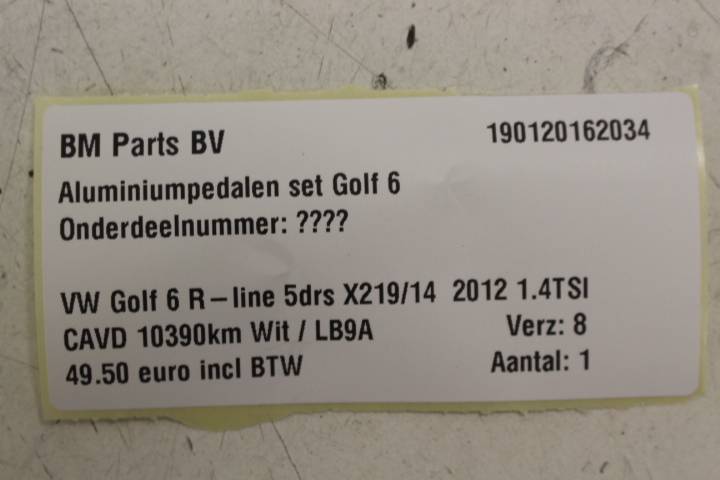 BM Parts BV 190120162034
Aluminiumpedalen set Golf 6
Onderdeelnummer: ????
VW Golf 6 R-line 5drs X219/14 2012 1.4TSI
CAVD 10390km Wit / LB9A Verz: 8
49.50 euro incl BTW Aantal: 1